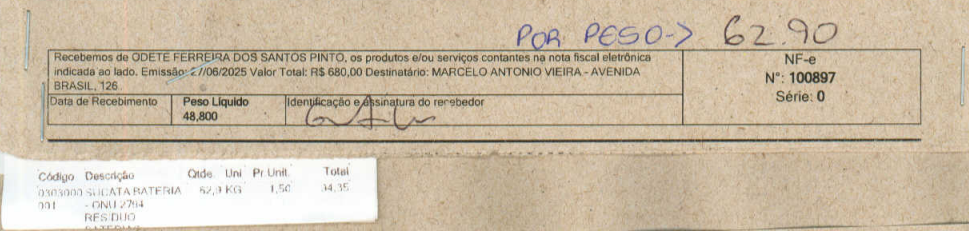 POR PESO-> 62.90
Recebemos de ODETE FERREIRA DOS SANTOS PINTO, os produtos e/ou serviços contantes na nota fiscal eletrônica
indicada ao lado. Emissão: 27/06/2025 Valor Total: R$ 680,00 Destinatário: MARCELO ANTONIO VIEIRA - AVENIDA
BRASIL, 126
NF-e
N°: 100897
Série: 0
Data de Recebimento
Peso Líquido
48,800
Identificação e assinatura do recebedor
Código Descrição Qtde. Uni Pr.Unit. Total
0303000 SUCATA BATERIA 62,9 KG 1,50 94,35
001 - ONU 2794
RESIDUO